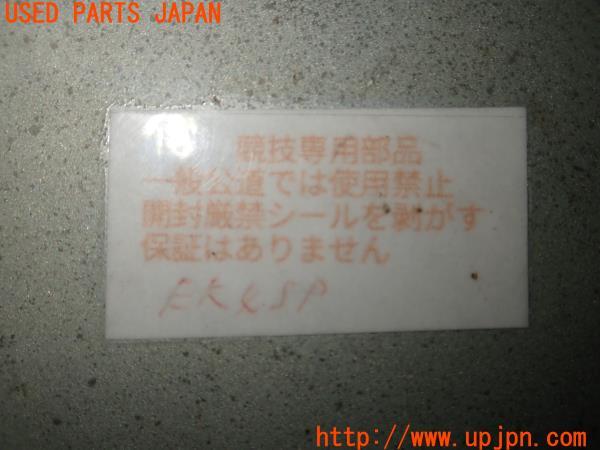 USED PARTS JAPAN
競技専用部品
一般公道では使用禁止
開封厳禁シールを剥がす
保証はありません
EK4SP
http://www.upjpn.com